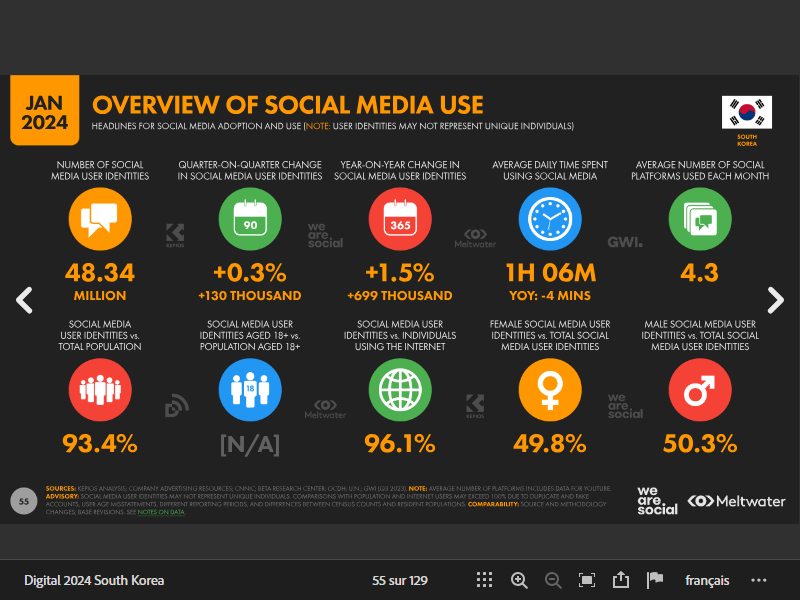 JAN
2024
OVERVIEW OF SOCIAL MEDIA USE
HEADLINES FOR SOCIAL MEDIA ADOPTION AND USE (NOTE: USER IDENTITIES MAY NOT REPRESENT UNIQUE INDIVIDUALS)
SOUTH
KOREA
NUMBER OF SOCIAL
MEDIA USER IDENTITIES
QUARTER-ON-QUARTER CHANGE
IN SOCIAL MEDIA USER IDENTITIES
YEAR-ON-YEAR CHANGE IN
SOCIAL MEDIA USER IDENTITIES
AVERAGE DAILY TIME SPENT
USING SOCIAL MEDIA
AVERAGE NUMBER OF SOCIAL
PLATFORMS USED EACH MONTH
90
365
KEPIOS
we
are
social
Meltwater
GWI.
48.34
MILLION
+0.3%
+130 THOUSAND
+1.5%
+699 THOUSAND
1H 06M
YOY: -4 MINS
4.3
SOCIAL MEDIA
USER IDENTITIES vs.
TOTAL POPULATION
SOCIAL MEDIA USER
IDENTITIES AGED 18+ vs.
POPULATION AGED 18+
SOCIAL MEDIA USER
IDENTITIES vs. INDIVIDUALS
USING THE INTERNET
FEMALE SOCIAL MEDIA USER
IDENTITIES vs. TOTAL SOCIAL
MEDIA USER IDENTITIES
MALE SOCIAL MEDIA USER
IDENTITIES vs. TOTAL SOCIAL
MEDIA USER IDENTITIES
18
Meltwater
KEPIOS
we
are
social
93.4%
[N/A]
96.1%
49.8%
50.3%
55
SOURCES: KEPIOS ANALYSIS; COMPANY ADVERTISING RESOURCES; CNNIC; BETA RESEARCH CENTER; OCDH; U.N.; GWI (Q3 2023). NOTE: AVERAGE NUMBER OF PLATFORMS INCLUDES DATA FOR YOUTUBE.
ADVISORY: SOCIAL MEDIA USER IDENTITIES MAY NOT REPRESENT UNIQUE INDIVIDUALS. COMPARISONS WITH POPULATION AND INTERNET USERS MAY EXCEED 100% DUE TO DUPLICATE AND FAKE
ACCOUNTS, USER AGE MISSTATEMENTS, DIFFERENT REPORTING PERIODS, AND DIFFERENCES BETWEEN CENSUS COUNTS AND RESIDENT POPULATIONS. COMPARABILITY: SOURCE AND METHODOLOGY
CHANGES; BASE REVISIONS. SEE NOTES ON DATA.
we
are.
social
Meltwater
Digital 2024 South Korea
55 sur 129
français